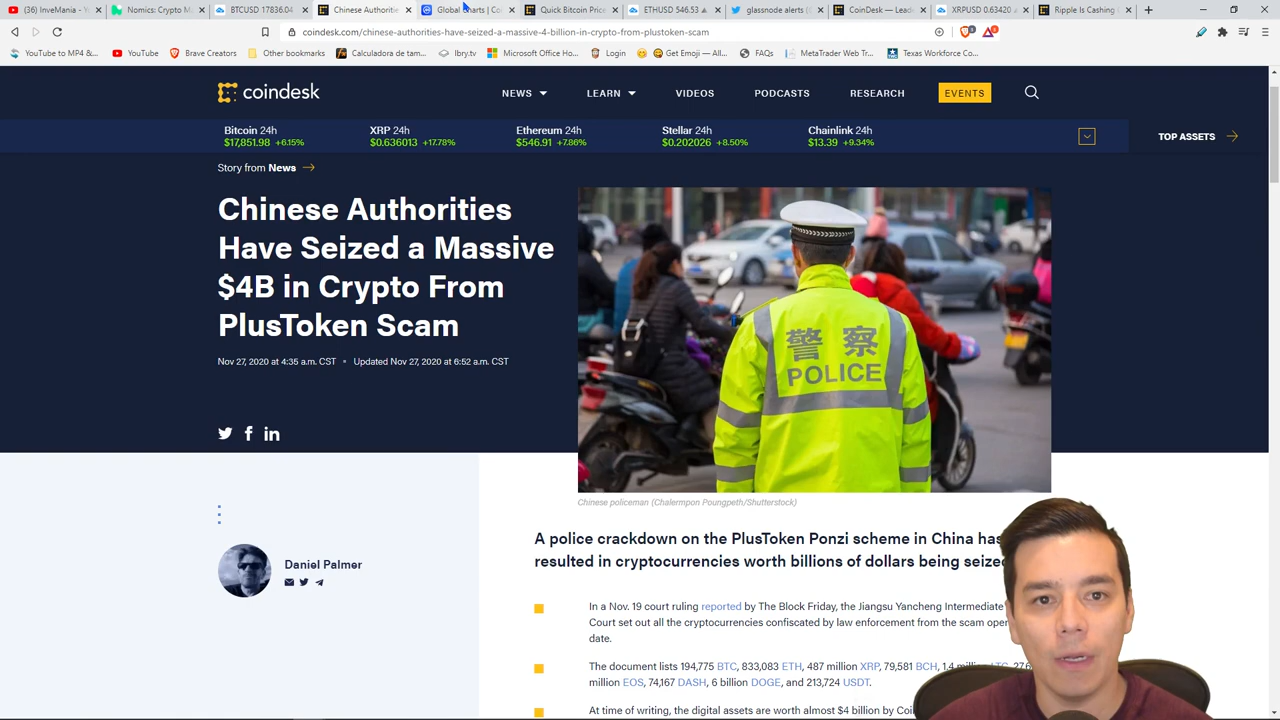 (36) InveMania - Y
Nomics: Crypto M
BTCUSD 17836.04
Chinese Authoritie
Global Charts | Co
Quick Bitcoin Price
ETHUSD 546.53
glassnode alerts (
CoinDesk — Lead
XRPUSD 0.63420
Ripple Is Cashing
coindesk.com/chinese-authorities-have-seized-a-massive-4-billion-in-crypto-from-plustoken-scam
YouTube to MP4 &...
YouTube
Brave Creators
Other - Home Busin...
Calculadora de tam...
lbry.tv
Microsoft Office Ho...
Login
Get Emoji — All...
FAQs
MetaTrader Web Tr...
Texas Workforce Co...
coindesk
NEWS
LEARN
VIDEOS
PODCASTS
RESEARCH
EVENTS
Bitcoin 24h
$17,851.98 +6.15%
XRP 24h
$0.636013 +17.78%
Ethereum 24h
$546.91 +7.86%
Stellar 24h
$0.202026 +8.50%
Chainlink 24h
$13.39 +9.34%
TOP ASSETS
Story from News
Chinese Authorities
Have Seized a Massive
$4B in Crypto From
PlusToken Scam
Nov 27, 2020 at 4:35 a.m. CST • Updated Nov 27, 2020 at 6:52 a.m. CST
警察
POLICE
Chinese policeman (Chalermpon Poungpeth/Shutterstock)
Daniel Palmer
A police crackdown on the PlusToken Ponzi scheme in China has
resulted in cryptocurrencies worth billions of dollars being seized
In a Nov. 19 court ruling reported by The Block Friday, the Jiangsu Yancheng Intermediate
Court set out all the cryptocurrencies confiscated by law enforcement from the scam
date.
The document lists 194,775 BTC, 833,083 ETH, 487 million XRP, 79,581 BCH, 1.4 million
million EOS, 74,167 DASH, 6 billion DOGE, and 213,724 USDT.
At time of writing, the digital assets are worth almost $4 billion by